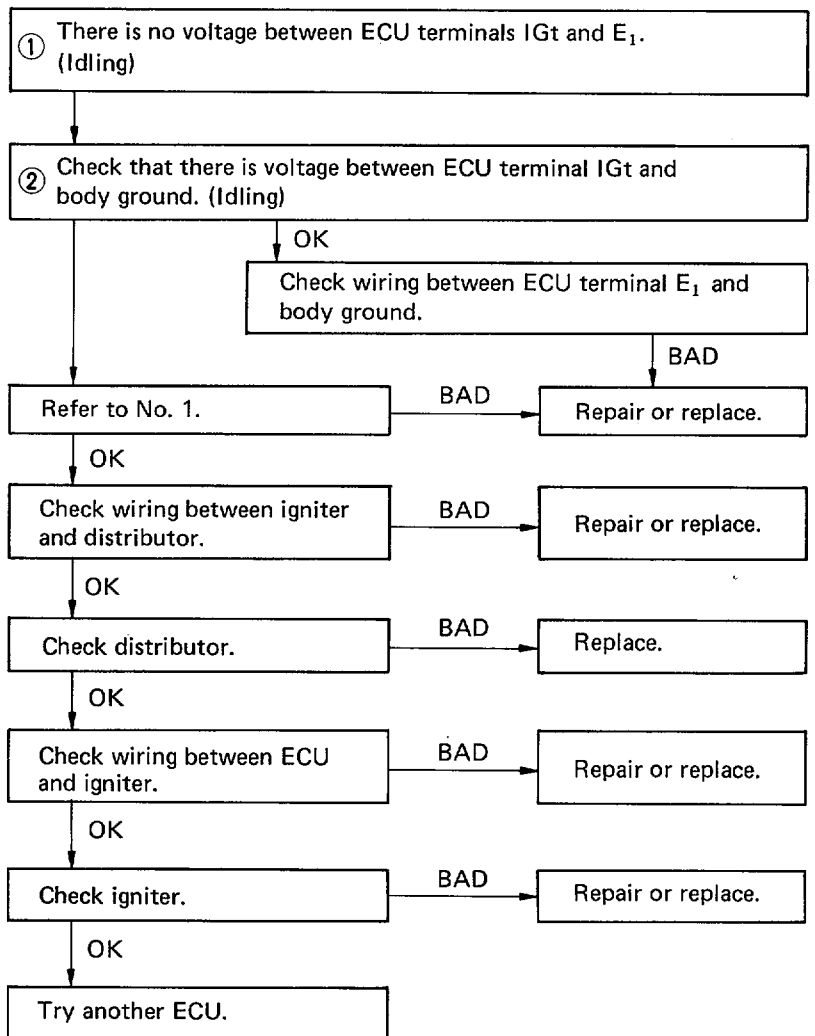 ① There is no voltage between ECU terminals IGt and E₁.
(Idling)
② Check that there is voltage between ECU terminal IGt and
body ground. (Idling)
OK
Check wiring between ECU terminal E₁ and
body ground.
BAD
Refer to No. 1.
BAD
Repair or replace.
OK
Check wiring between igniter
and distributor.
BAD
Repair or replace.
OK
Check distributor.
BAD
Replace.
OK
Check wiring between ECU
and igniter.
BAD
Repair or replace.
OK
Check igniter.
BAD
Repair or replace.
OK
Try another ECU.